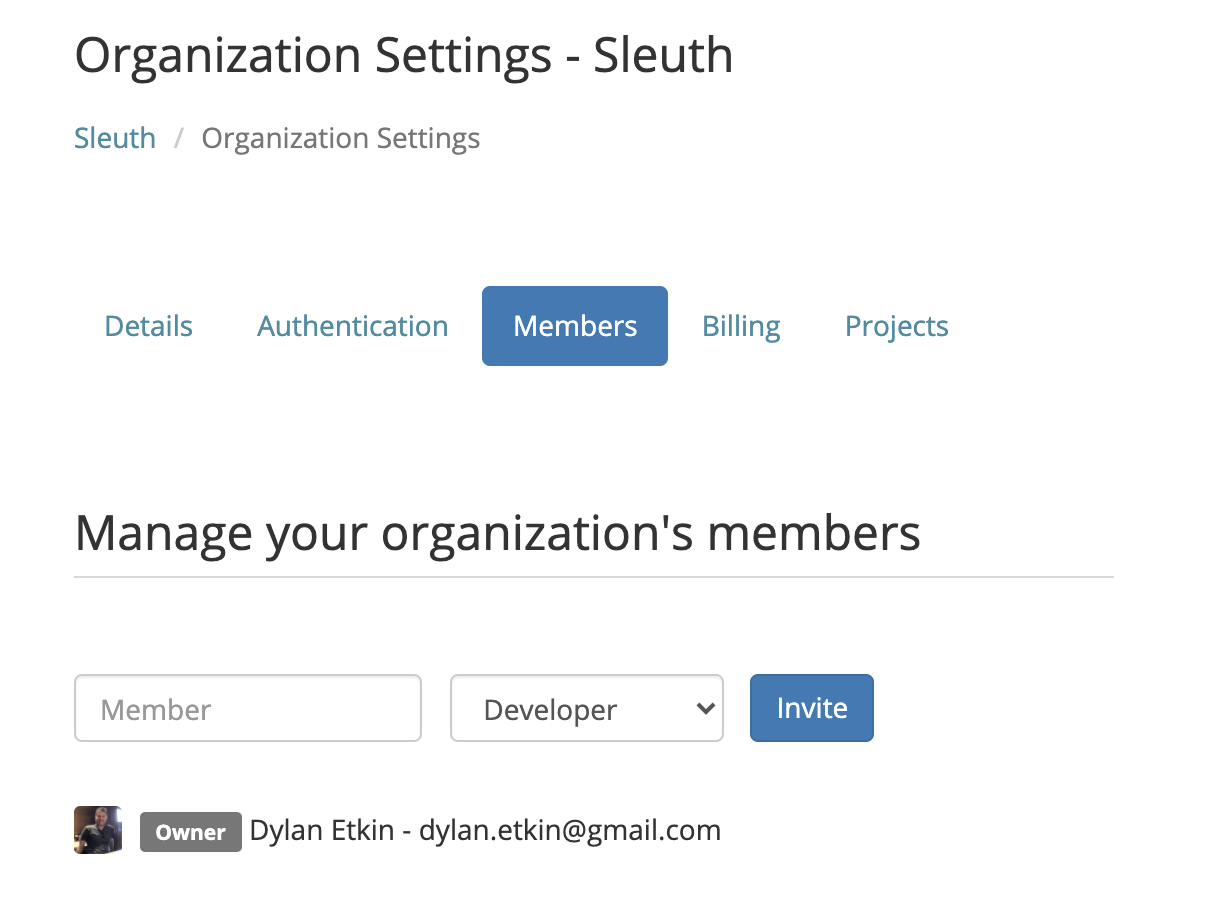 Organization Settings - Sleuth
Sleuth / Organization Settings
Details Authentication Members Billing Projects
Manage your organization's members
Member Developer Invite
Owner Dylan Etkin - dylan.etkin@gmail.com